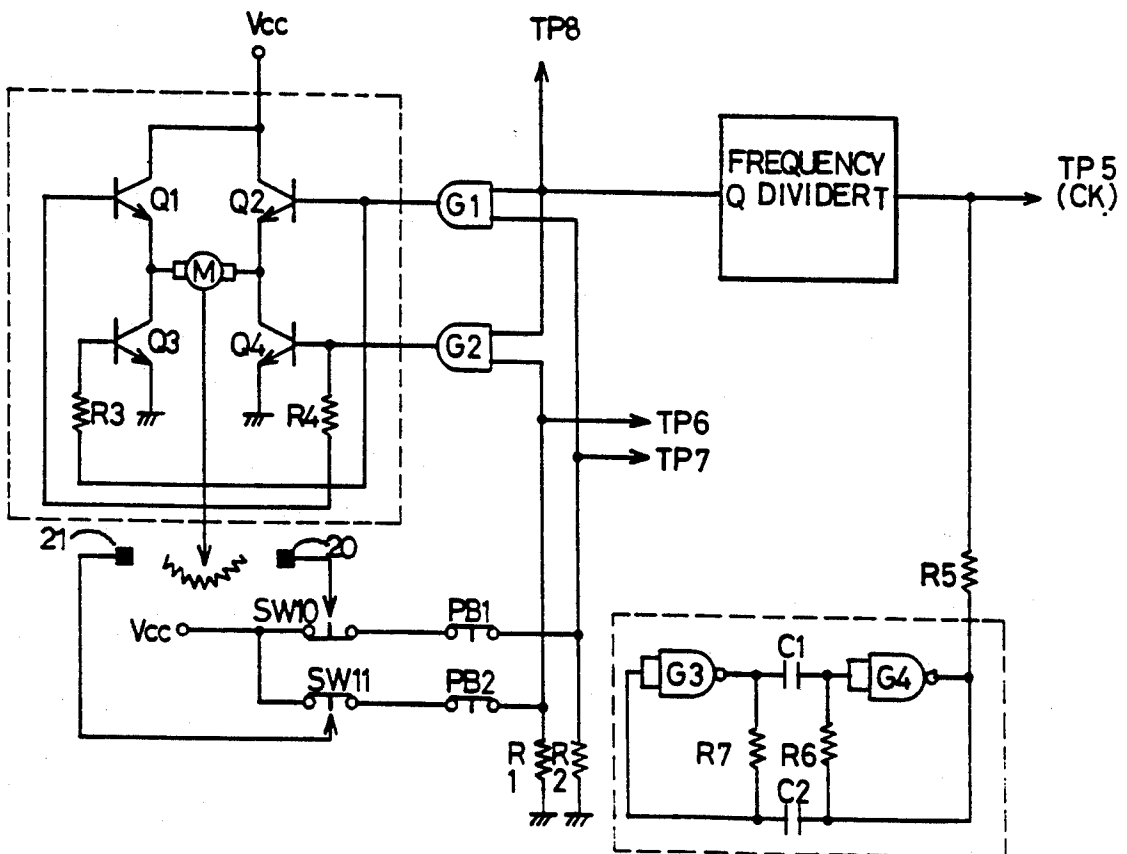 Vcc
TP8
FREQUENCY
Q DIVIDER T
TP5
(CK)
Q1
Q2
G1
M
Q3
Q4
G2
R3
R4
TP6
TP7
21
20
R5
SW10
PB1
Vcc
C1
G3
G4
SW11
PB2
R7
R6
R
1
R
2
C2